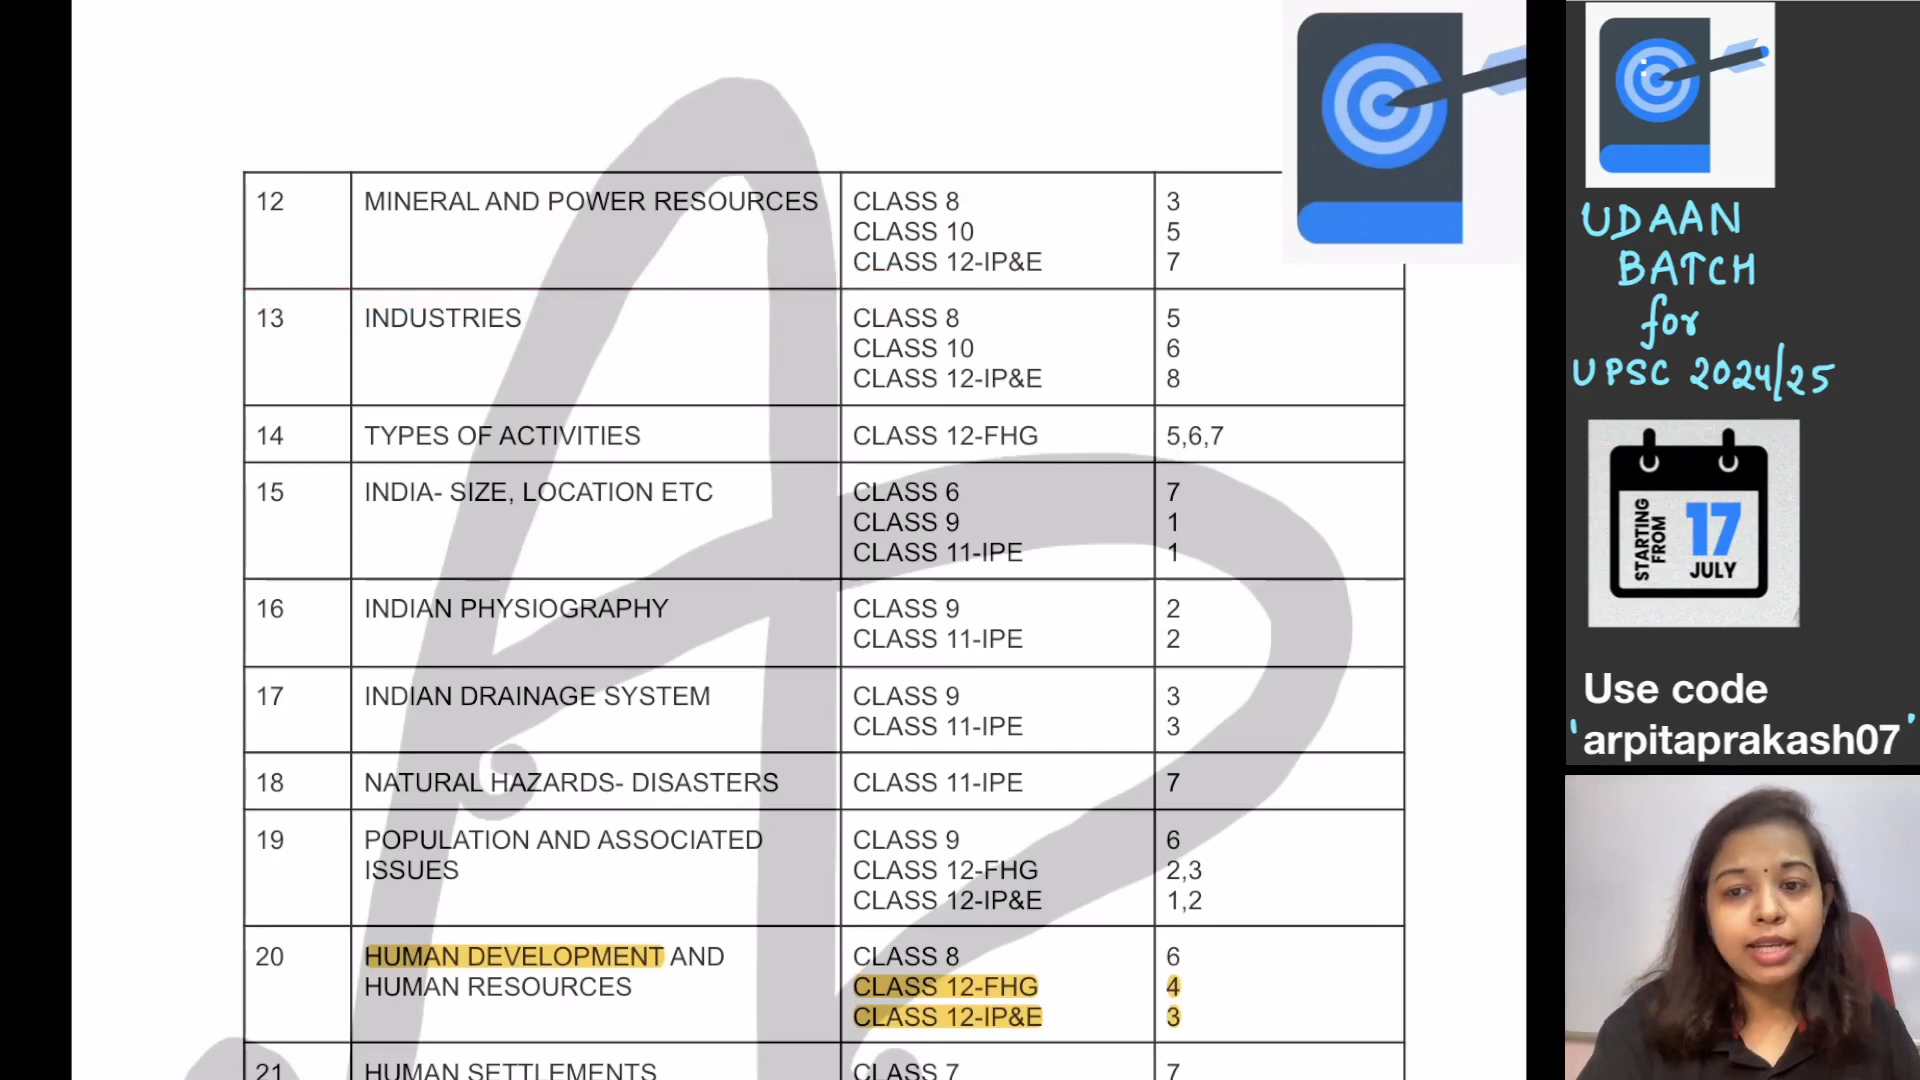 12 MINERAL AND POWER RESOURCES CLASS 8 3
CLASS 10 5
CLASS 12-IP&E 7
13 INDUSTRIES CLASS 8 5
CLASS 10 6
CLASS 12-IP&E 8
14 TYPES OF ACTIVITIES CLASS 12-FHG 5,6,7
15 INDIA- SIZE, LOCATION ETC CLASS 6 7
CLASS 9 1
CLASS 11-IPE 1
16 INDIAN PHYSIOGRAPHY CLASS 9 2
CLASS 11-IPE 2
17 INDIAN DRAINAGE SYSTEM CLASS 9 3
CLASS 11-IPE 3
18 NATURAL HAZARDS- DISASTERS CLASS 11-IPE 7
19 POPULATION AND ASSOCIATED CLASS 9 6
ISSUES CLASS 12-FHG 2,3
CLASS 12-IP&E 1,2
20 HUMAN DEVELOPMENT AND CLASS 8 6
HUMAN RESOURCES CLASS 12-FHG 4
CLASS 12-IP&E 3
21 HUMAN SETTLEMENTS CLASS 7 7
UDAAN
BATCH
for
UPSC 2024/25
STARTING
FROM
17
JULY
Use code
'arpitaprakash07'